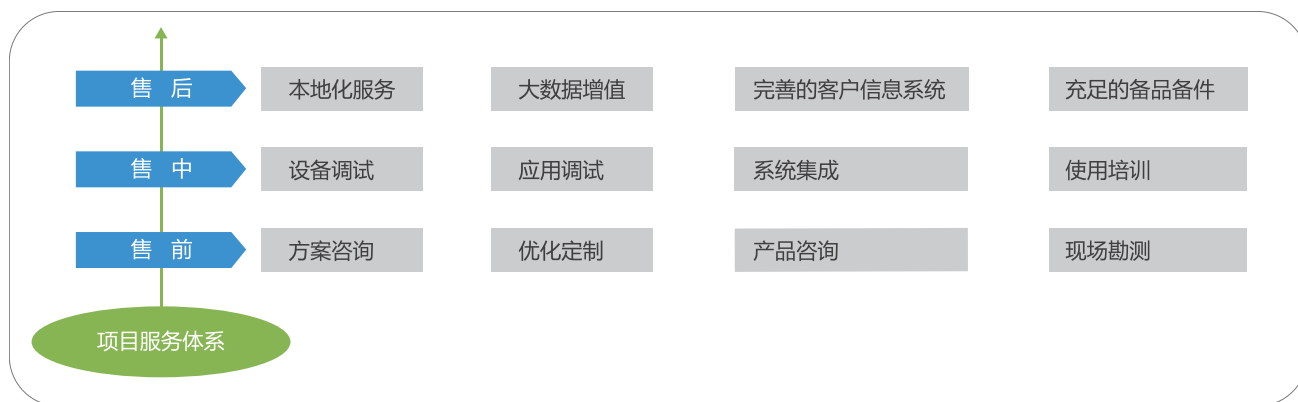 售 后 本地化服务 大数据增值 完善的客户信息系统 充足的备品备件
售 中 设备调试 应用调试 系统集成 使用培训
售 前 方案咨询 优化定制 产品咨询 现场勘测
项目服务体系